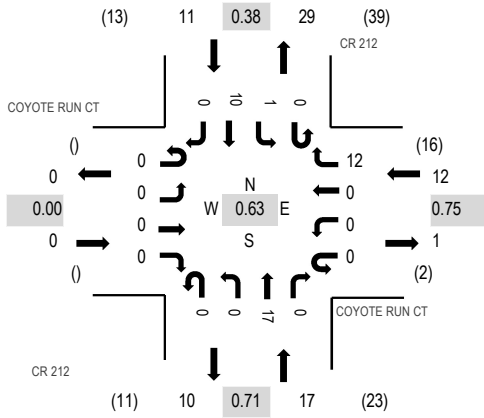 (13) 11 0.38 29 (39)
CR 212
COYOTE RUN CT
0 10 1 0
() (16)
0 0 12 12
0 0
0.00 N 0.75
W 0.63 E
0 0
S
0 0 0 1
() (2)
0 0 17 0
COYOTE RUN CT
CR 212
(11) 10 0.71 17 (23)